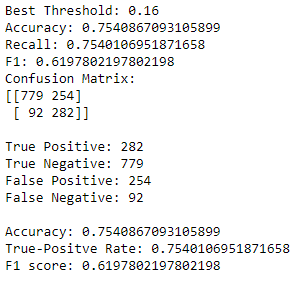 Best Threshold: 0.16
Accuracy: 0.7540867093105899
Recall: 0.7540106951871658
F1: 0.6197802197802198
Confusion Matrix:
[[779 254]
 [ 92 282]]

True Positive: 282
True Negative: 779
False Positive: 254
False Negative: 92

Accuracy: 0.7540867093105899
True-Positve Rate: 0.7540106951871658
F1 score: 0.6197802197802198